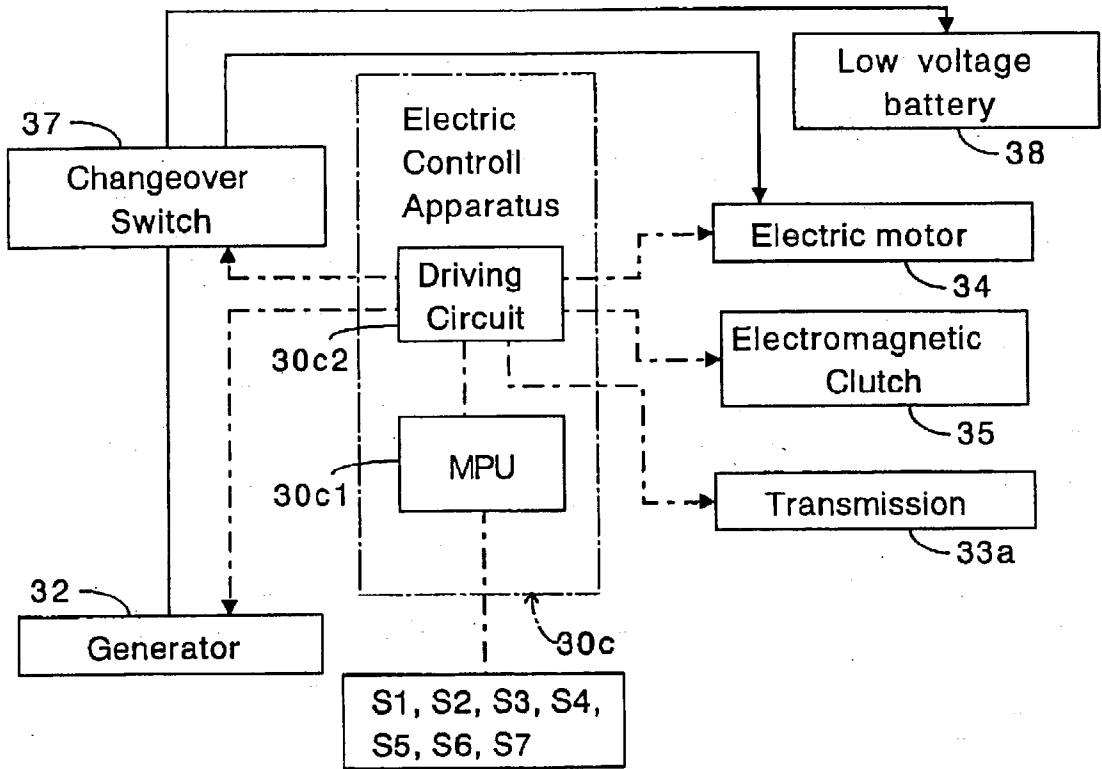 Low voltage
battery
38
37
Changeover
Switch
Electric
Controll
Apparatus
Electric motor
34
Driving
Circuit
30c2
Electromagnetic
Clutch
35
MPU
30c1
Transmission
33a
32
Generator
30c
S1, S2, S3, S4,
S5, S6, S7